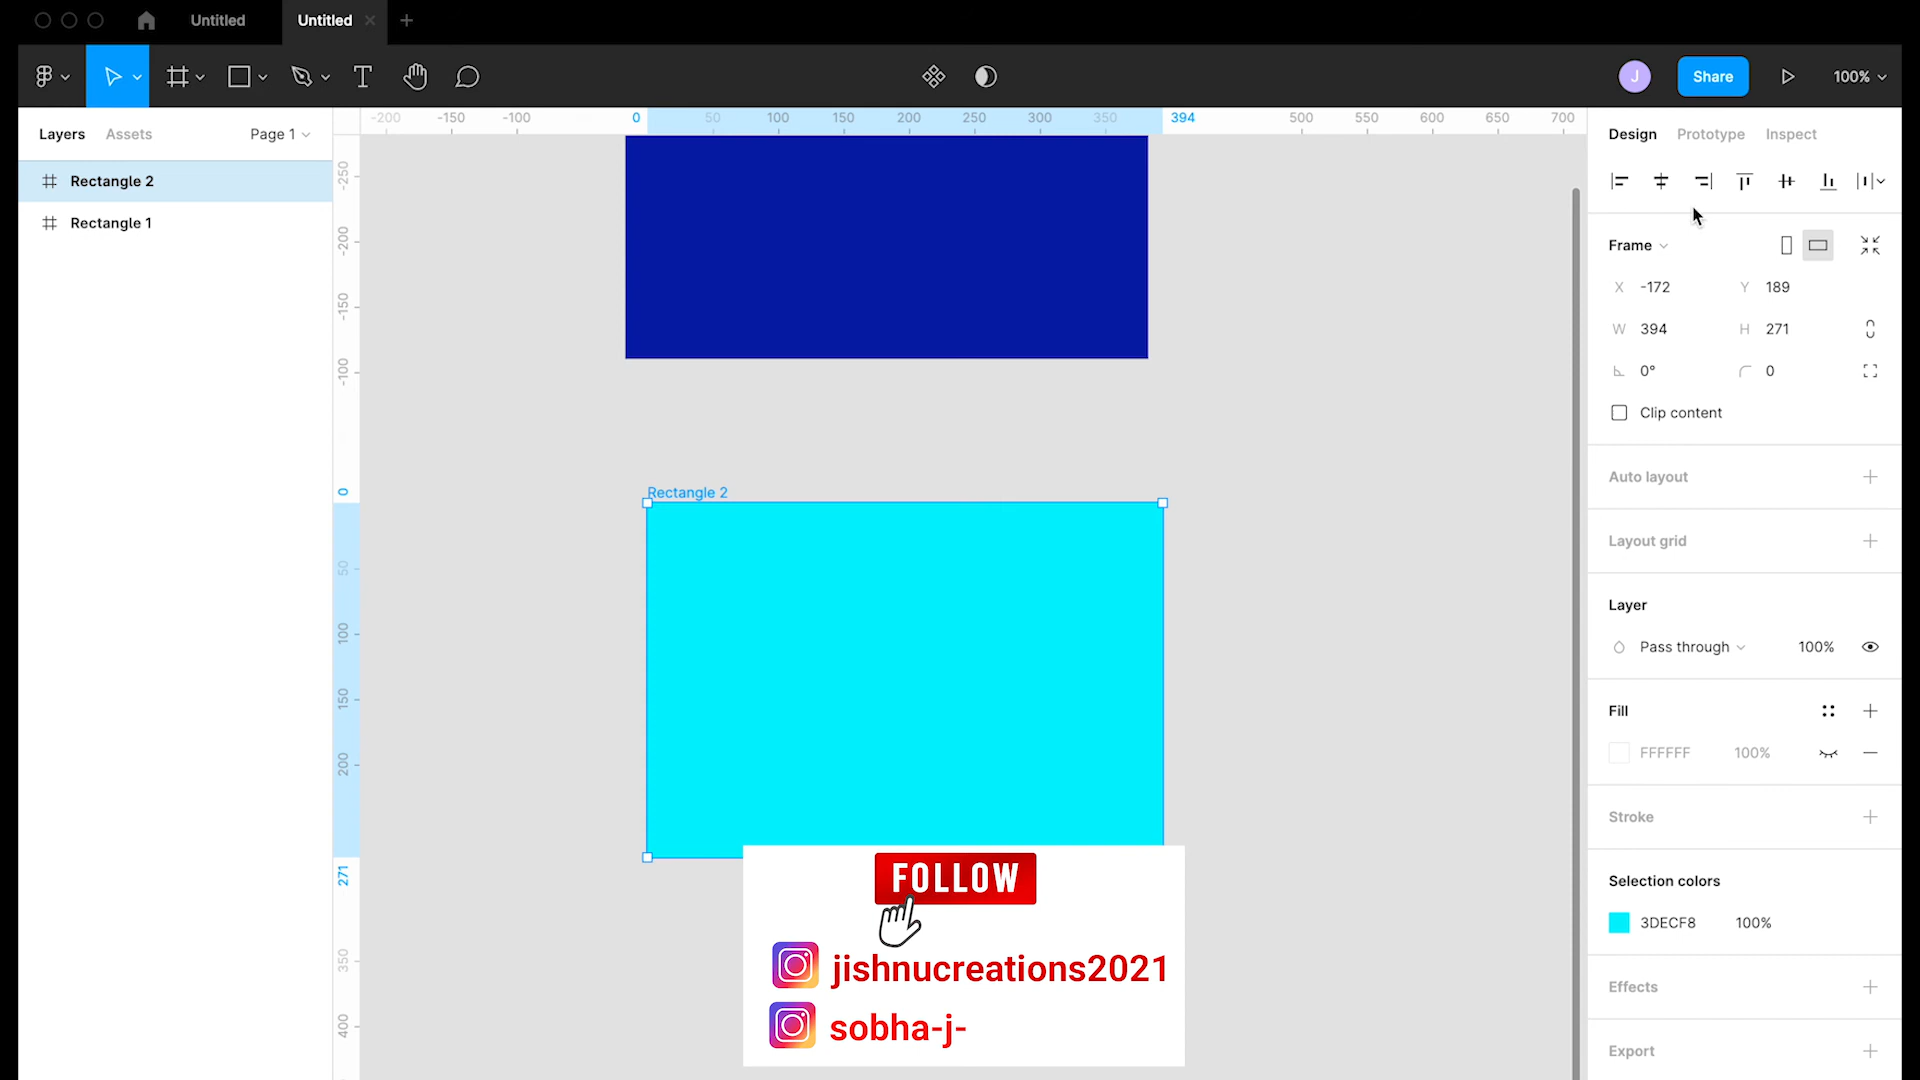 Untitled
Untitled
J
Share
100%
Layers
Assets
Page 1
-200
-150
-100
0
50
100
150
200
250
300
350
394
500
550
600
650
700
Design
Prototype
Inspect
Rectangle 2
Rectangle 1
-250
-200
-150
-100
0
50
100
150
200
271
350
400
Rectangle 2
Frame
X -172
Y 189
W 394
H 271
0°
0
Clip content
Auto layout
Layout grid
Layer
Pass through
100%
Fill
FFFFFF
100%
Stroke
Selection colors
3DECF8
100%
Effects
Export
FOLLOW
jishnucreations2021
sobha-j-